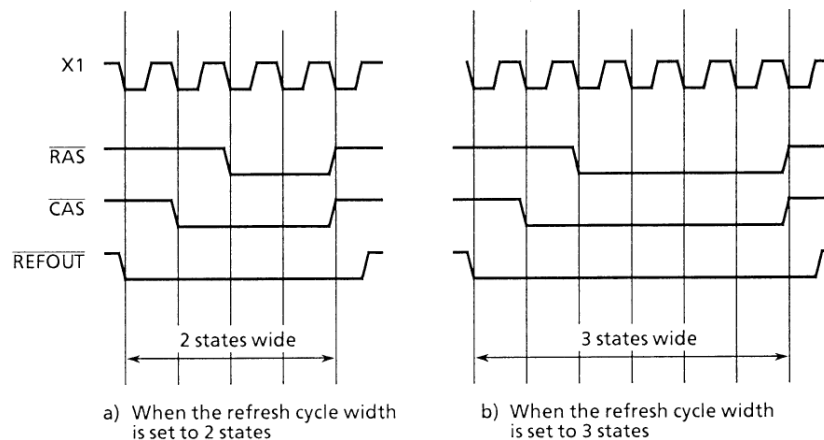 X1
RAS
CAS
REFOUT
2 states wide
3 states wide
a) When the refresh cycle width
is set to 2 states
b) When the refresh cycle width
is set to 3 states